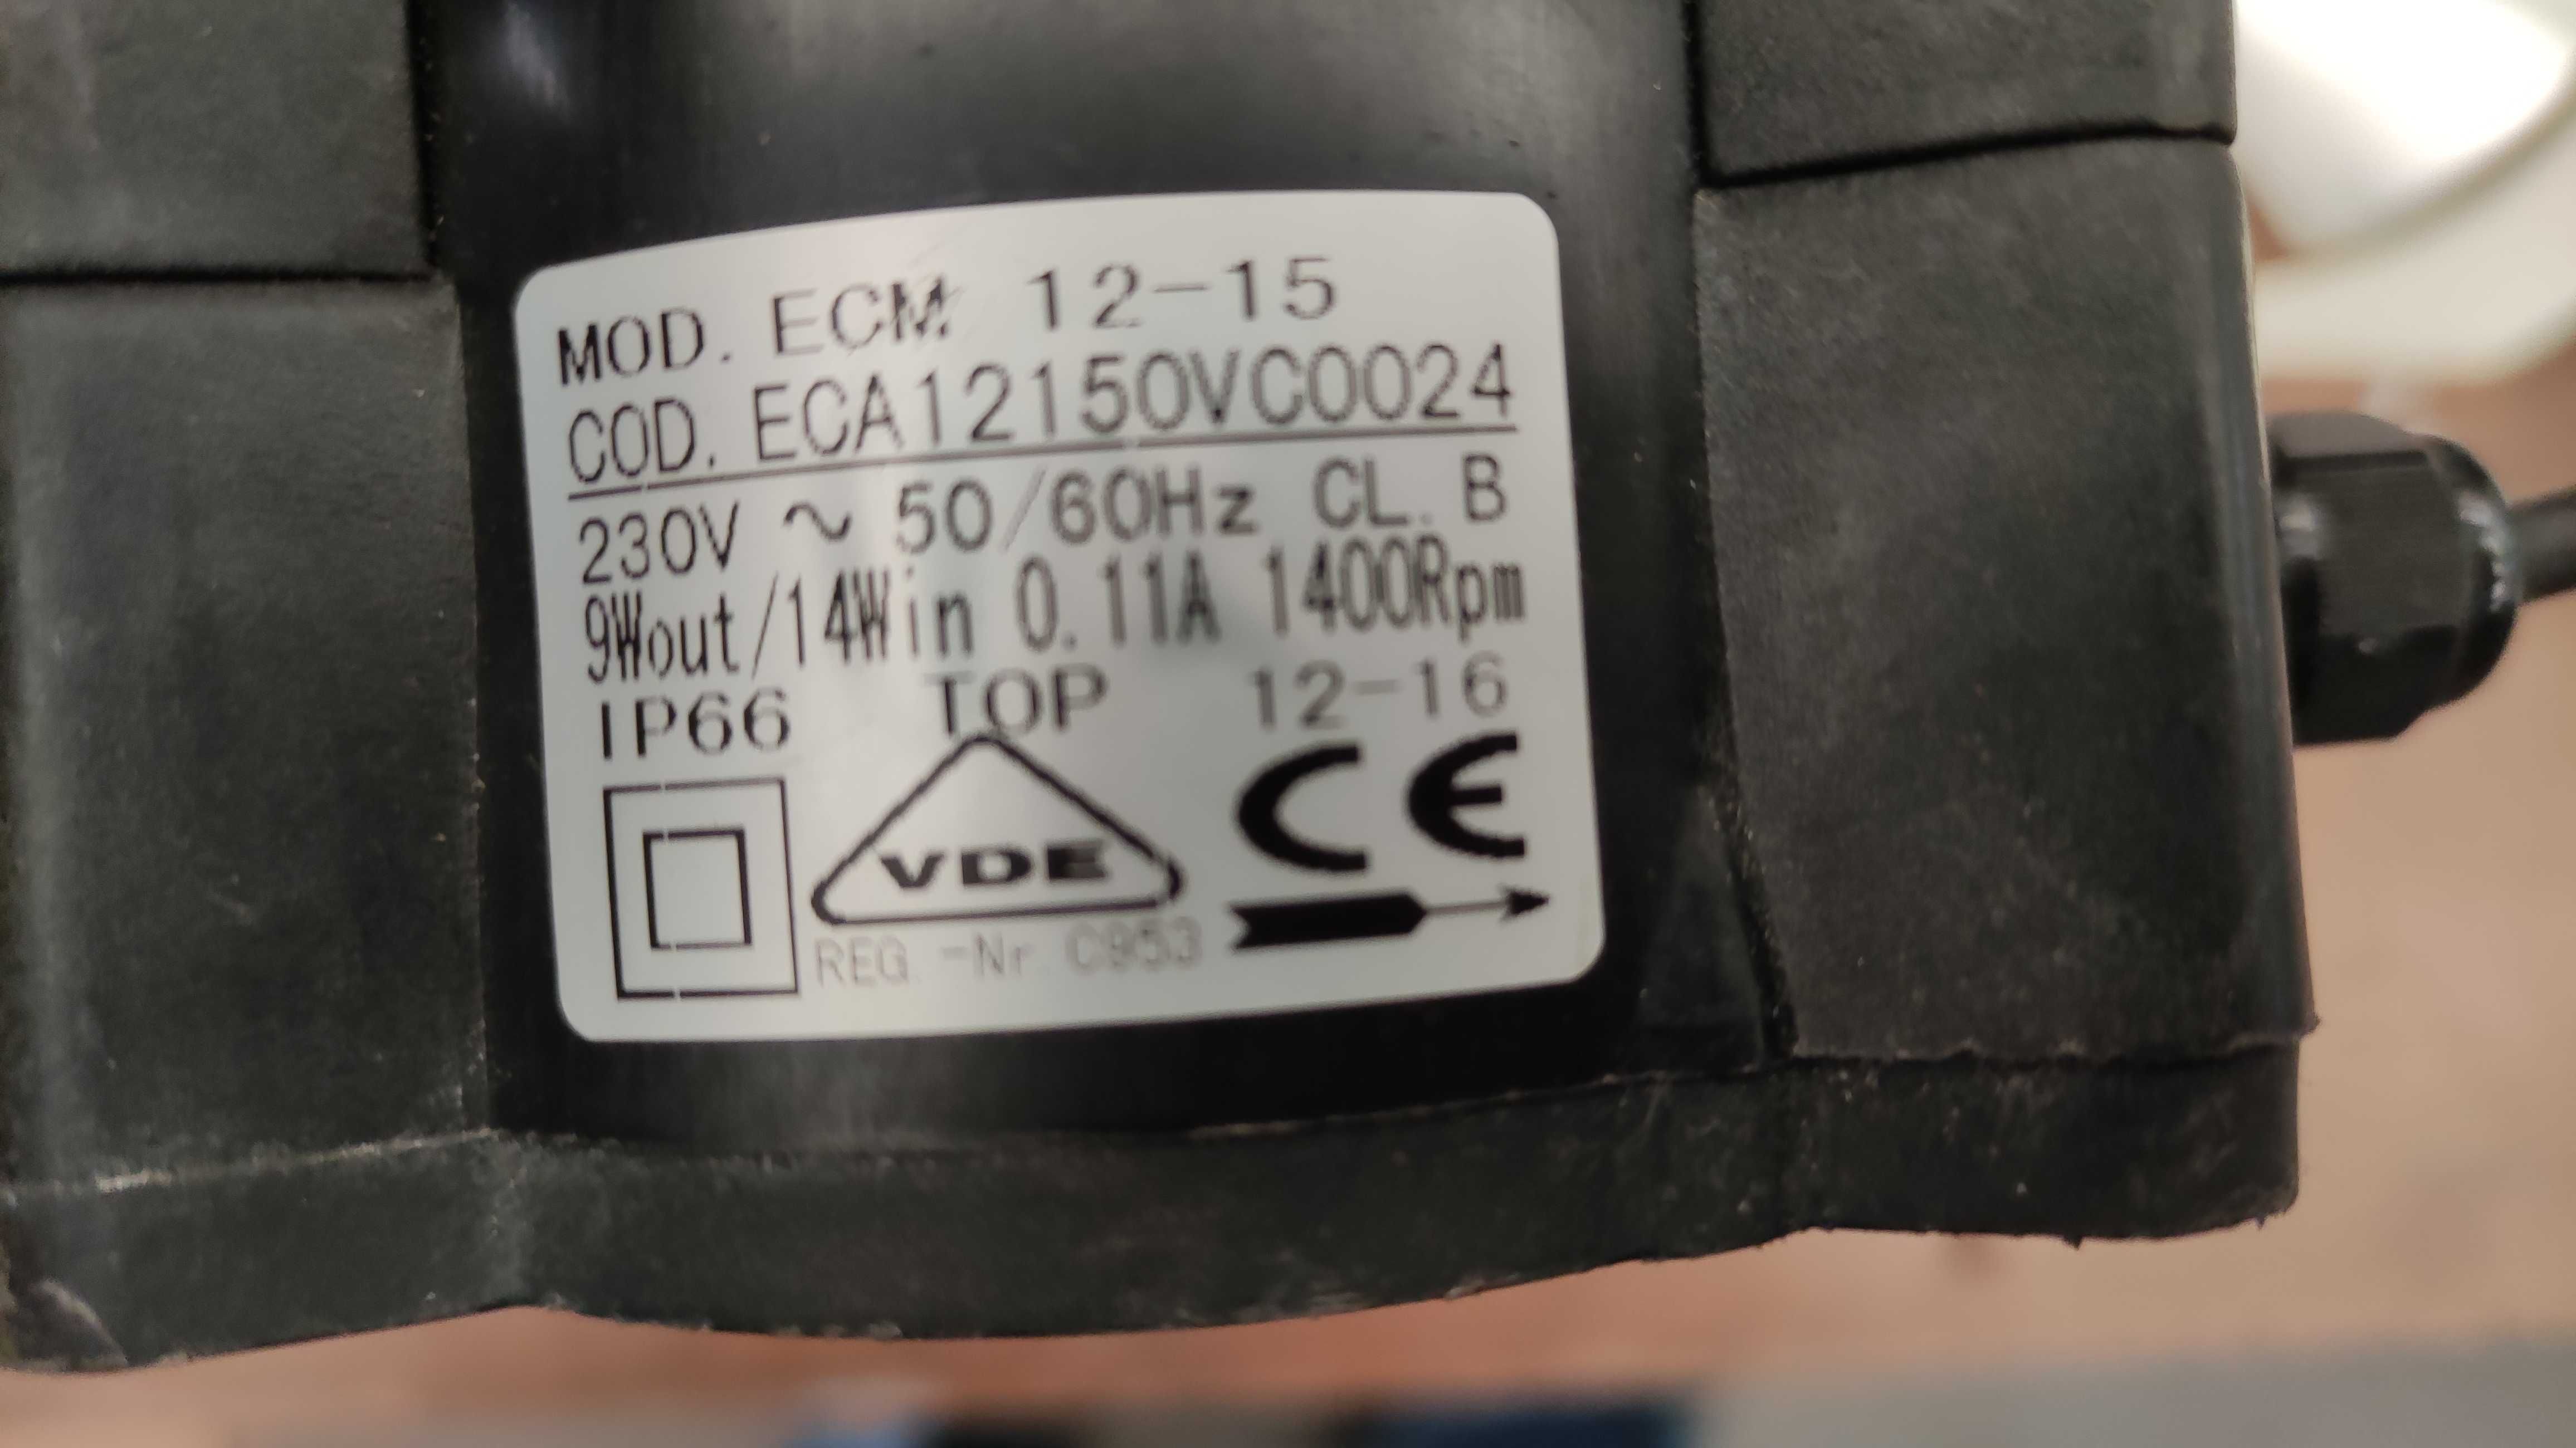 MOD. ECM 12-15
COD. ECA12150VC0024
230V ~ 50/60Hz CL. B
9Wout/14Win 0.11A 1400Rpm
IP66 TOP 12-16
VDE CE
REG.-Nr. C953